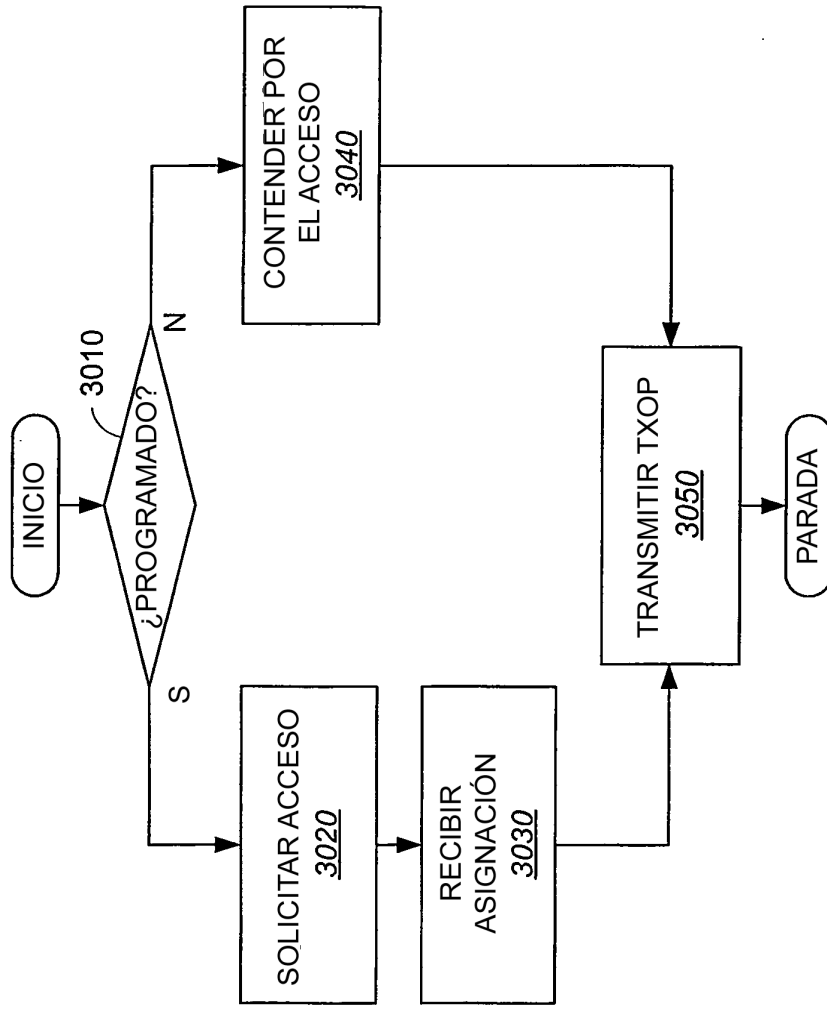 INICIO
3010
¿PROGRAMADO?
S
N
SOLICITAR ACCESO
3020
CONTENDER POR
EL ACCESO
3040
RECIBIR
ASIGNACIÓN
3030
TRANSMITIR TXOP
3050
PARADA